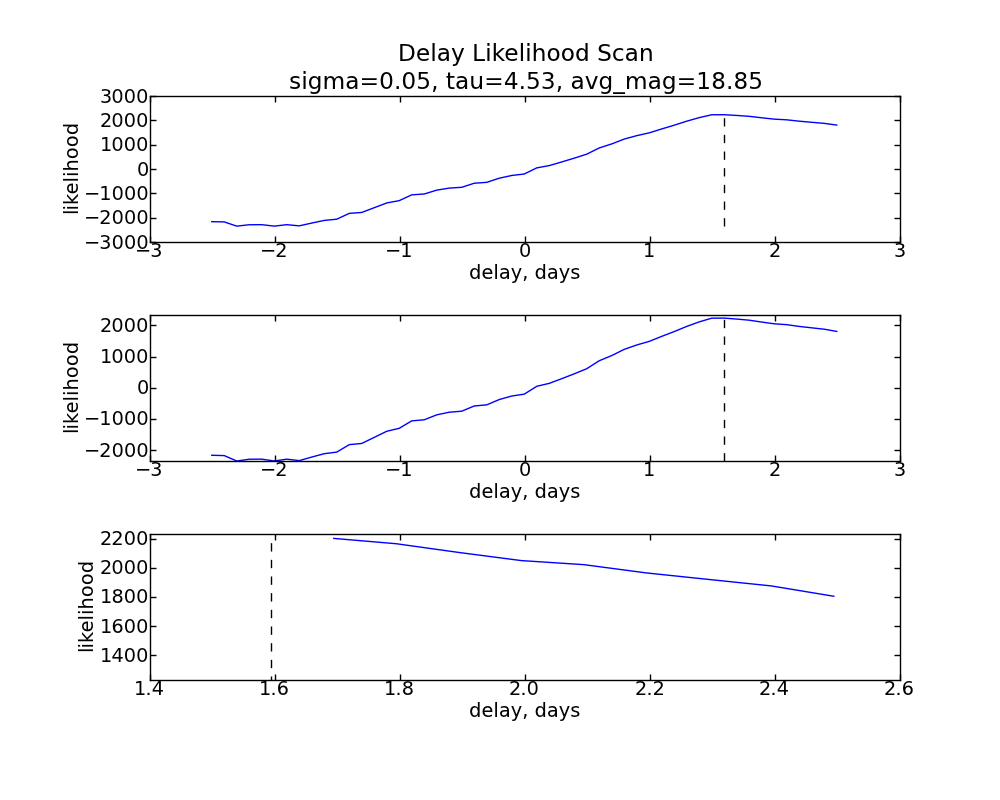 Delay Likelihood Scan
sigma=0.05, tau=4.53, avg_mag=18.85
3000
2000
1000
0
−1000
−2000
−3000
likelihood
−3 −2 −1 0 1 2 3
delay, days
2000
1000
0
−1000
−2000
likelihood
−3 −2 −1 0 1 2 3
delay, days
2200
2000
1800
1600
1400
likelihood
1.4 1.6 1.8 2.0 2.2 2.4 2.6
delay, days